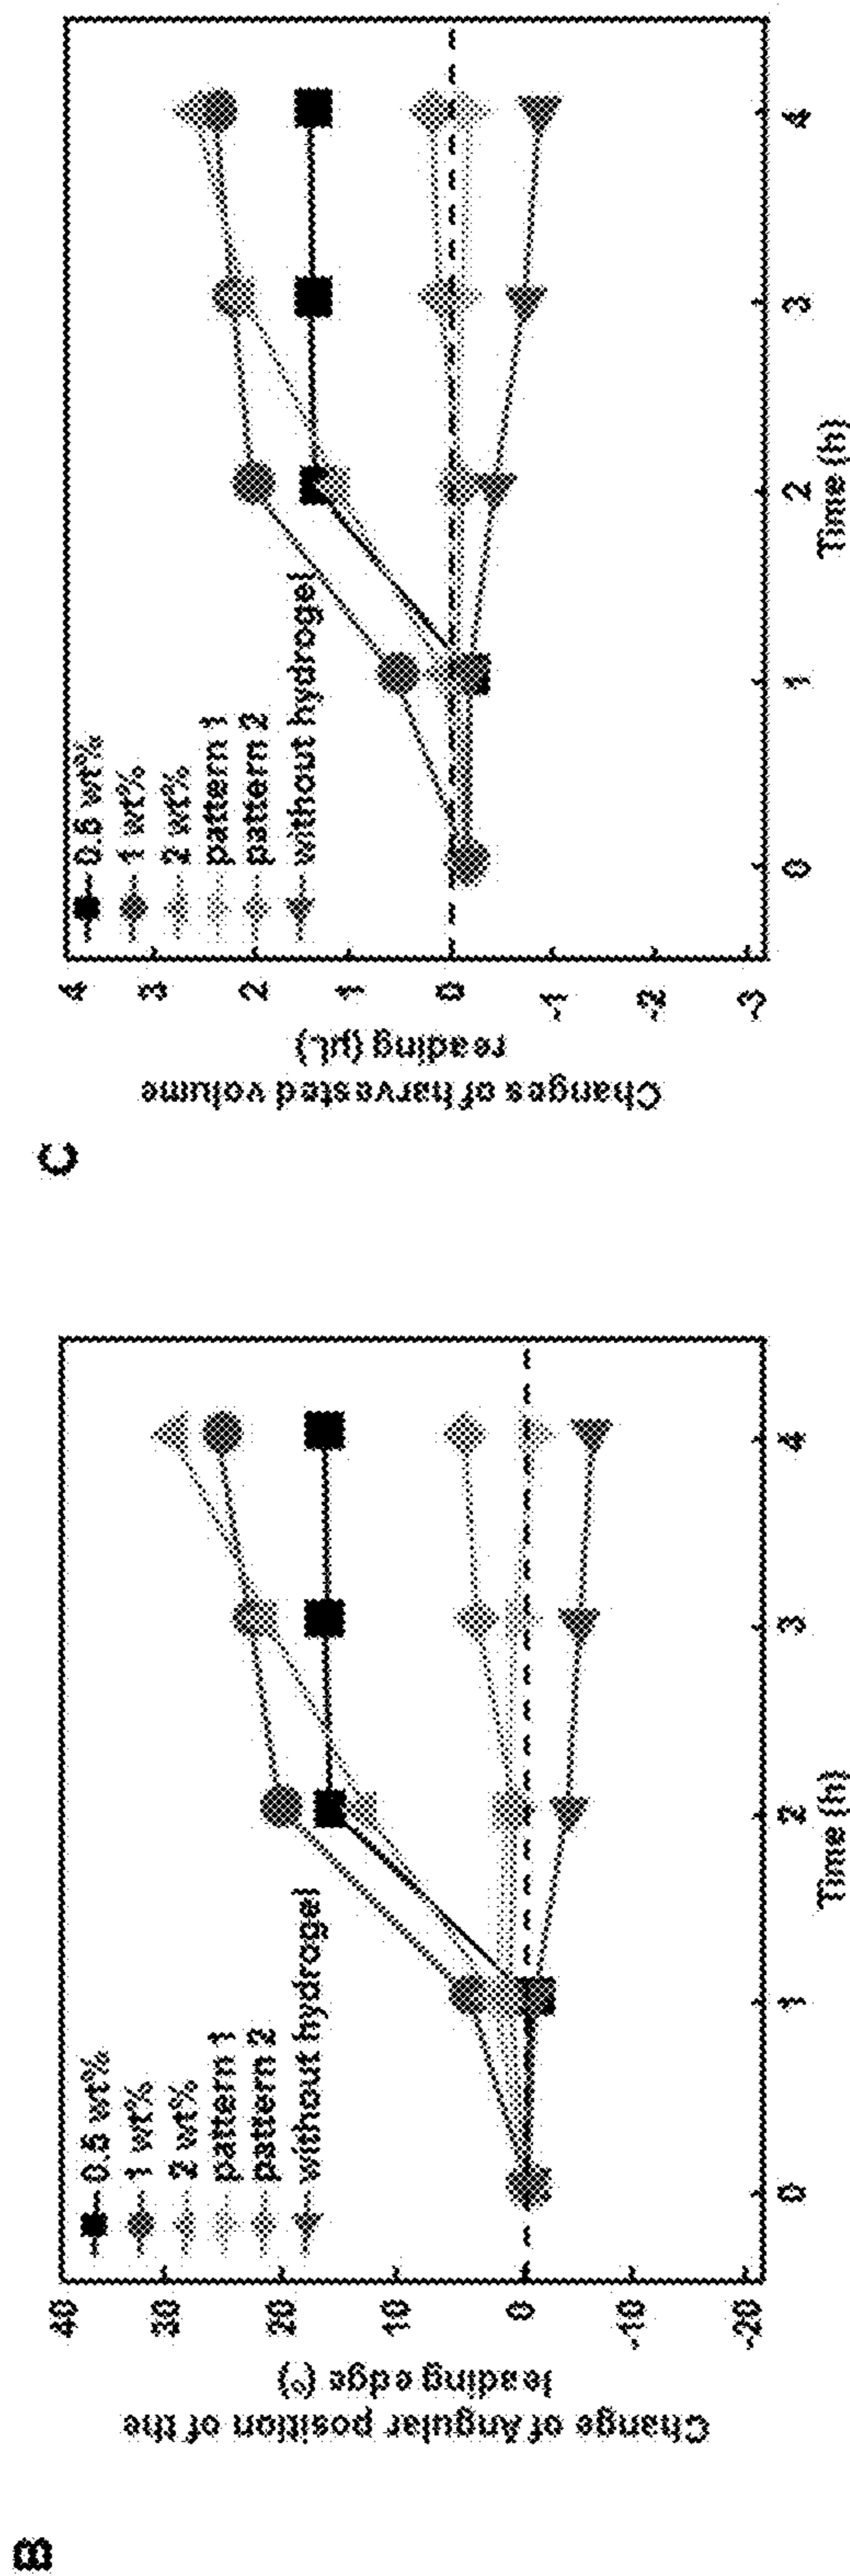 B
Change of Angular position of the
leading edge (°)
40
30
20
10
0
-10
-20
0.5 wt%
1 wt%
2 wt%
pattern 1
pattern 2
without hydrogel
0
1
2
3
4
Time (h)
C
Changes of harvested volume
reading (μL)
4
3
2
1
0
-1
-2
-3
0.5 wt%
1 wt%
2 wt%
pattern 1
pattern 2
without hydrogel
0
1
2
3
4
Time (h)